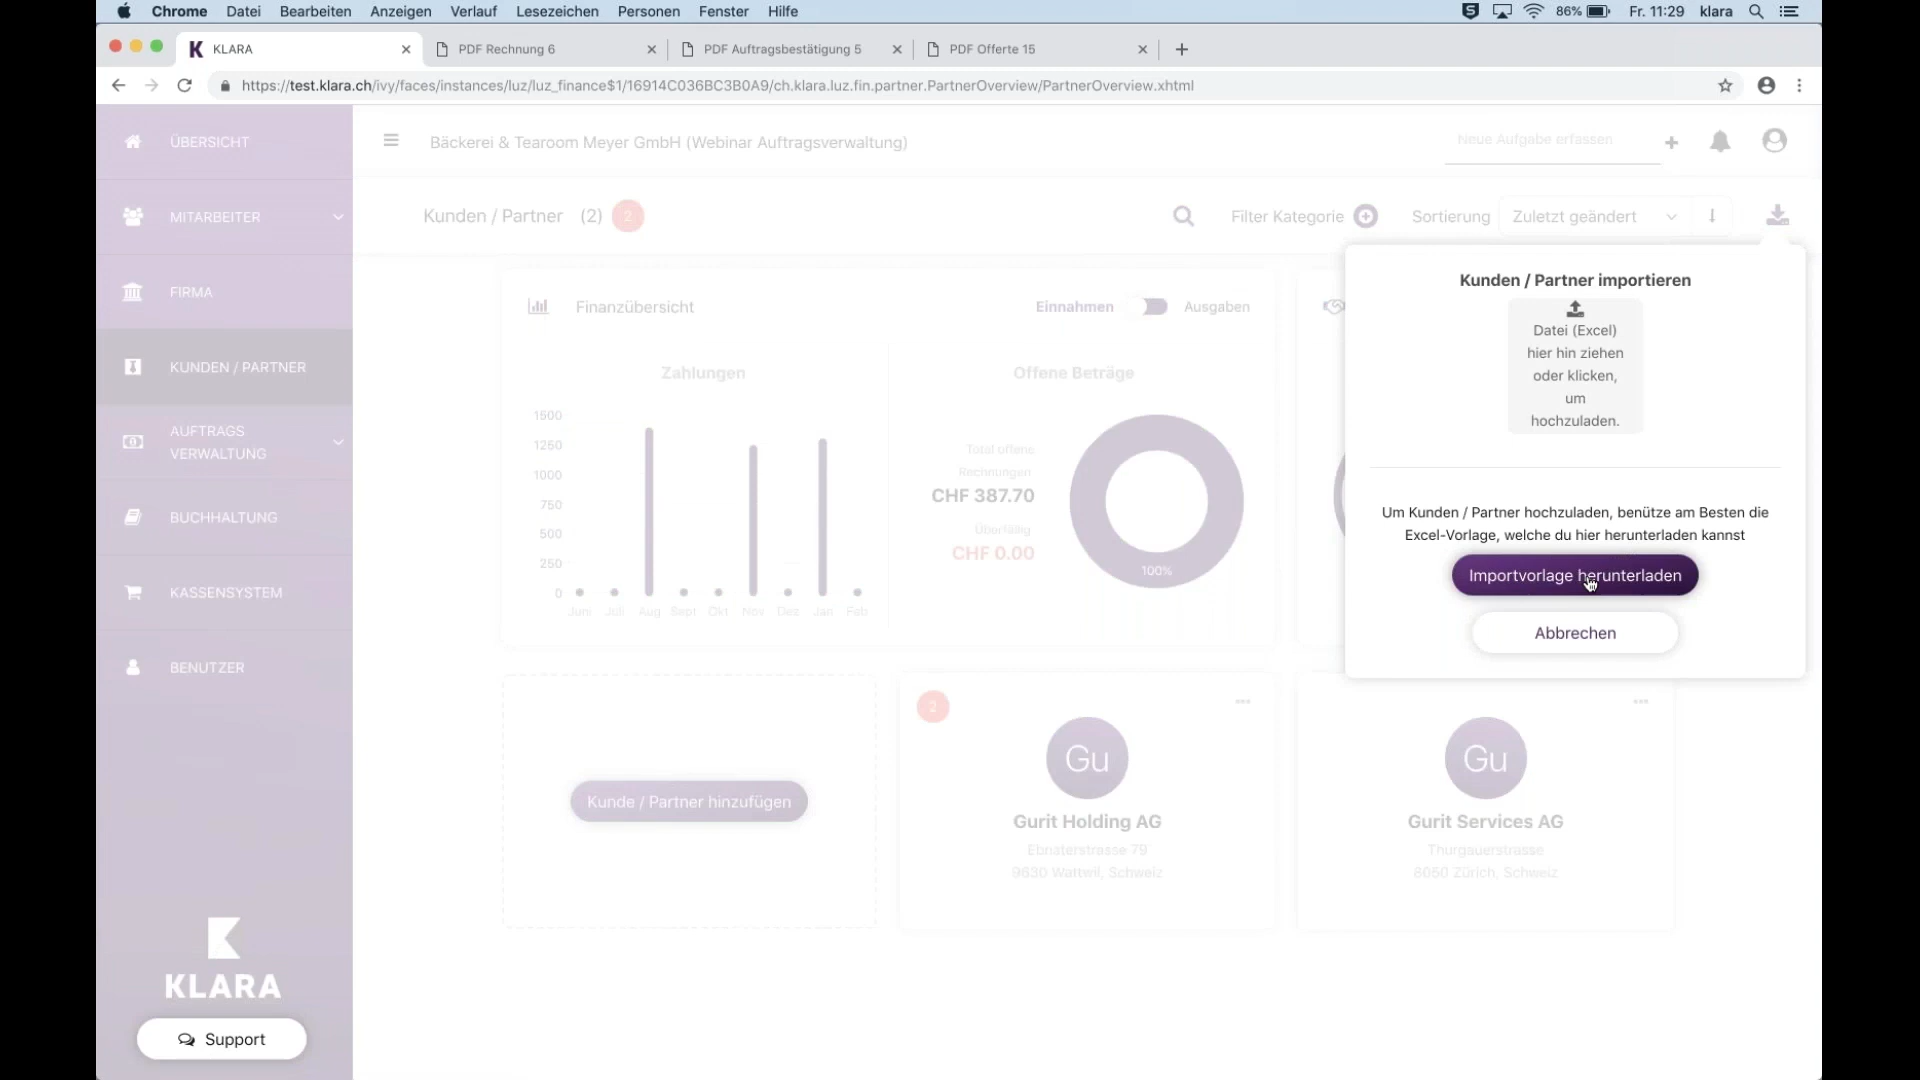 Chrome Datei Bearbeiten Anzeigen Verlauf Lesezeichen Personen Fenster Hilfe 86% Fr. 11:29 klara
KLARA PDF Rechnung 6 PDF Auftragsbestätigung 5 PDF Offerte 15
https://test.klara.ch/ivy/faces/instances/luz/luz_finance$1/16914C036BC3B0A9/ch.klara.luz.fin.partner.PartnerOverview/PartnerOverview.xhtml
ÜBERSICHT
MITARBEITER
FIRMA
KUNDEN / PARTNER
AUFTRAGS
VERWALTUNG
BUCHHALTUNG
KASSENSYSTEM
BENUTZER
KLARA
Support
Bäckerei & Tearoom Meyer GmbH (Webinar Auftragsverwaltung)
Neue Aufgabe erfassen
Kunden / Partner (2) 2
Filter Kategorie Sortierung Zuletzt geändert
Finanzübersicht
Einnahmen Ausgaben
Zahlungen
1500
1250
1000
750
500
250
0
Juni Juli Aug Sept Okt Nov Dez Jan Feb
Offene Beträge
Total offene
Rechnungen
CHF 387.70
Überfällig
CHF 0.00
100%
Kunden / Partner importieren
Datei (Excel)
hier hin ziehen
oder klicken,
um
hochzuladen.
Um Kunden / Partner hochzuladen, benütze am Besten die
Excel-Vorlage, welche du hier herunterladen kannst
Importvorlage herunterladen
Abbrechen
Kunde / Partner hinzufügen
2
Gu
Gurit Holding AG
Ebnaterstrasse 79
9630 Wattwil, Schweiz
Gu
Gurit Services AG
Thurgauerstrasse
8050 Zürich, Schweiz